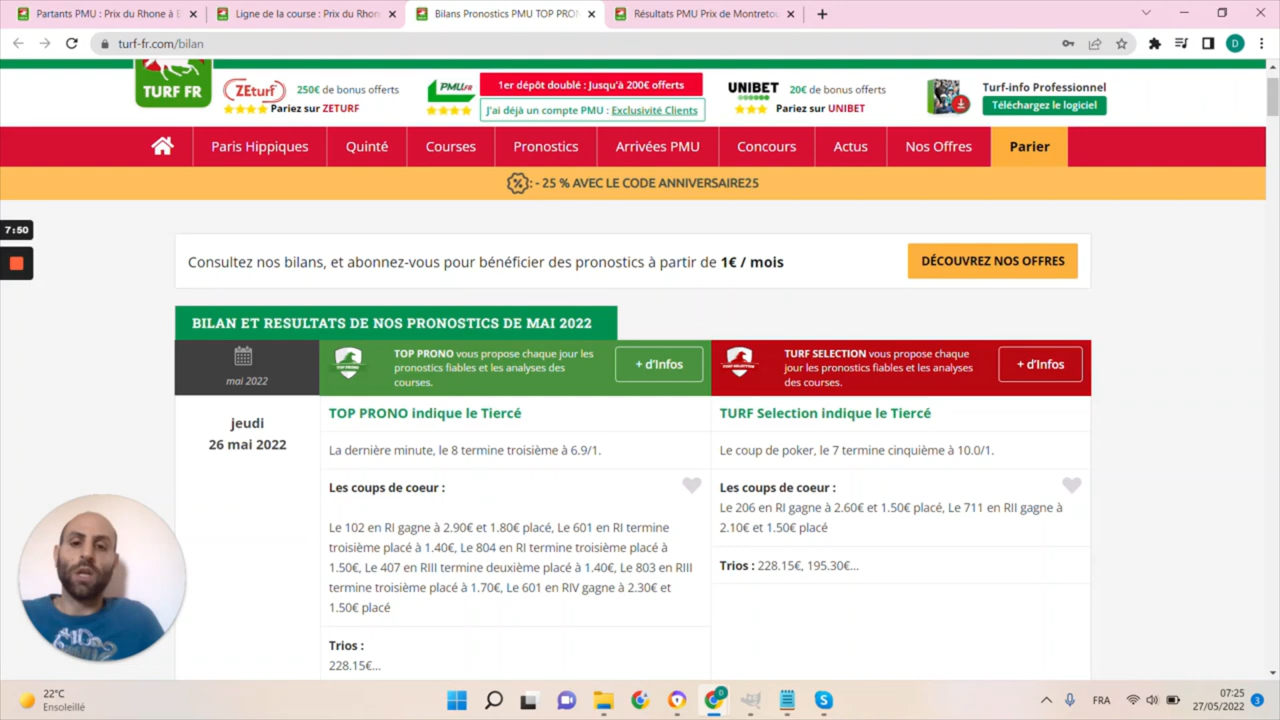 Partants PMU : Prix du Rhone à E
Ligne de la course : Prix du Rhon
Bilans Pronostics PMU TOP PRON
Résultats PMU Prix de Montretou
turf-fr.com/bilan
D
TURF FR
ZEturf
250€ de bonus offerts
Pariez sur ZETURF
PMU.fr
1er dépôt doublé : Jusqu'à 200€ offerts
J'ai déjà un compte PMU : Exclusivité Clients
UNIBET
20€ de bonus offerts
Pariez sur UNIBET
Turf-info Professionnel
Téléchargez le logiciel
Paris Hippiques
Quinté
Courses
Pronostics
Arrivées PMU
Concours
Actus
Nos Offres
Parier
: - 25 % AVEC LE CODE ANNIVERSAIRE25
7:50
Consultez nos bilans, et abonnez-vous pour bénéficier des pronostics à partir de 1€ / mois
DÉCOUVREZ NOS OFFRES
BILAN ET RESULTATS DE NOS PRONOSTICS DE MAI 2022
mai 2022
TOP PRONO
TOP PRONO vous propose chaque jour les
pronostics fiables et les analyses des
courses.
+ d'Infos
TURF SELECTION vous propose chaque
jour les pronostics fiables et les analyses
des courses.
+ d'Infos
jeudi
26 mai 2022
TOP PRONO indique le Tiercé
La dernière minute, le 8 termine troisième à 6.9/1.
Les coups de coeur :
Le 102 en RI gagne à 2.90€ et 1.80€ placé, Le 601 en RI termine
troisième placé à 1.40€, Le 804 en RI termine troisième placé à
1.50€, Le 407 en RIII termine deuxième placé à 1.40€, Le 803 en RIII
termine troisième placé à 1.70€, Le 601 en RIV gagne à 2.30€ et
1.50€ placé
Trios :
228.15€...
TURF Selection indique le Tiercé
Le coup de poker, le 7 termine cinquième à 10.0/1.
Les coups de coeur :
Le 206 en RI gagne à 2.60€ et 1.50€ placé, Le 711 en RII gagne à
2.10€ et 1.50€ placé
Trios : 228.15€, 195.30€...
22°C
Ensoleillé
D
FRA
07:25
27/05/2022
3